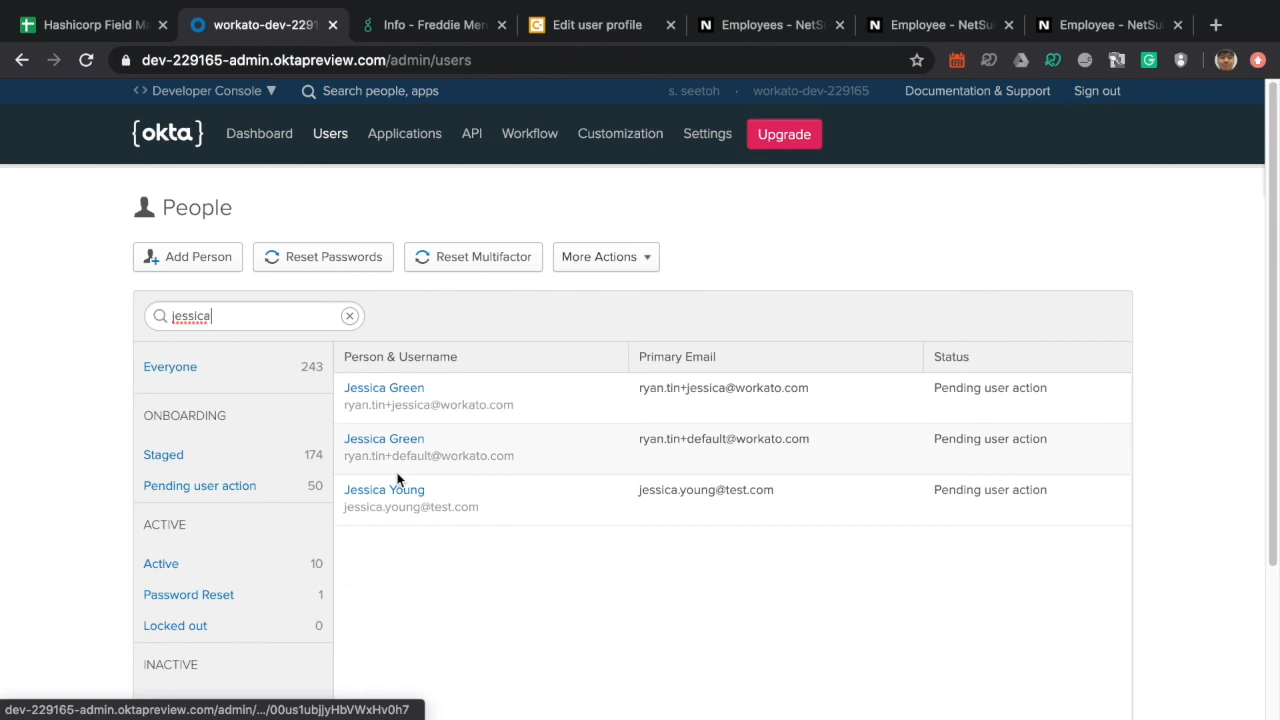 Hashicorp Field Ma
workato-dev-2291
Info - Freddie Merc
Edit user profile
Employees - NetSu
Employee - NetSui
Employee - NetSui
dev-229165-admin.oktapreview.com/admin/users
<> Developer Console ▼
Search people, apps
s. seetoh · workato-dev-229165
Documentation & Support
Sign out
{okta}
Dashboard
Users
Applications
API
Workflow
Customization
Settings
Upgrade
People
Add Person
Reset Passwords
Reset Multifactor
More Actions ▼
jessica
Everyone 243
ONBOARDING
Staged 174
Pending user action 50
ACTIVE
Active 10
Password Reset 1
Locked out 0
INACTIVE
Person & Username Primary Email Status
Jessica Green ryan.tin+jessica@workato.com Pending user action
ryan.tin+jessica@workato.com
Jessica Green ryan.tin+default@workato.com Pending user action
ryan.tin+default@workato.com
Jessica Young jessica.young@test.com Pending user action
jessica.young@test.com
dev-229165-admin.oktapreview.com/admin/.../00us1ubjjyHbVWxHv0h7